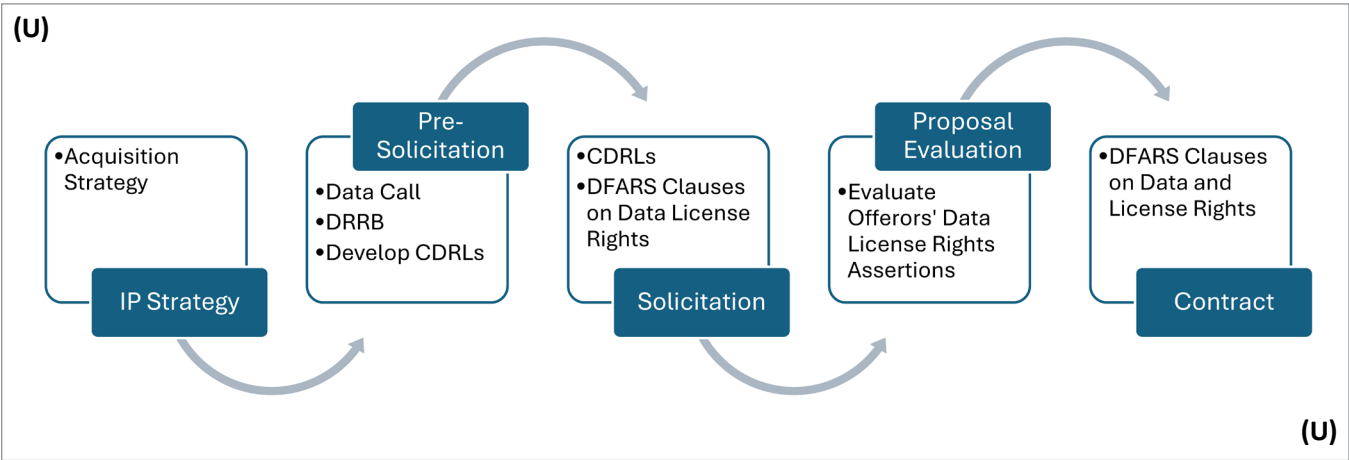 (U)
•Acquisition
Strategy
IP Strategy
Pre-
Solicitation
•Data Call
•DRRB
•Develop CDRLs
•CDRLs
•DFARS Clauses
on Data License
Rights
Solicitation
Proposal
Evaluation
•Evaluate
Offerors' Data
License Rights
Assertions
•DFARS Clauses
on Data and
License Rights
Contract
(U)